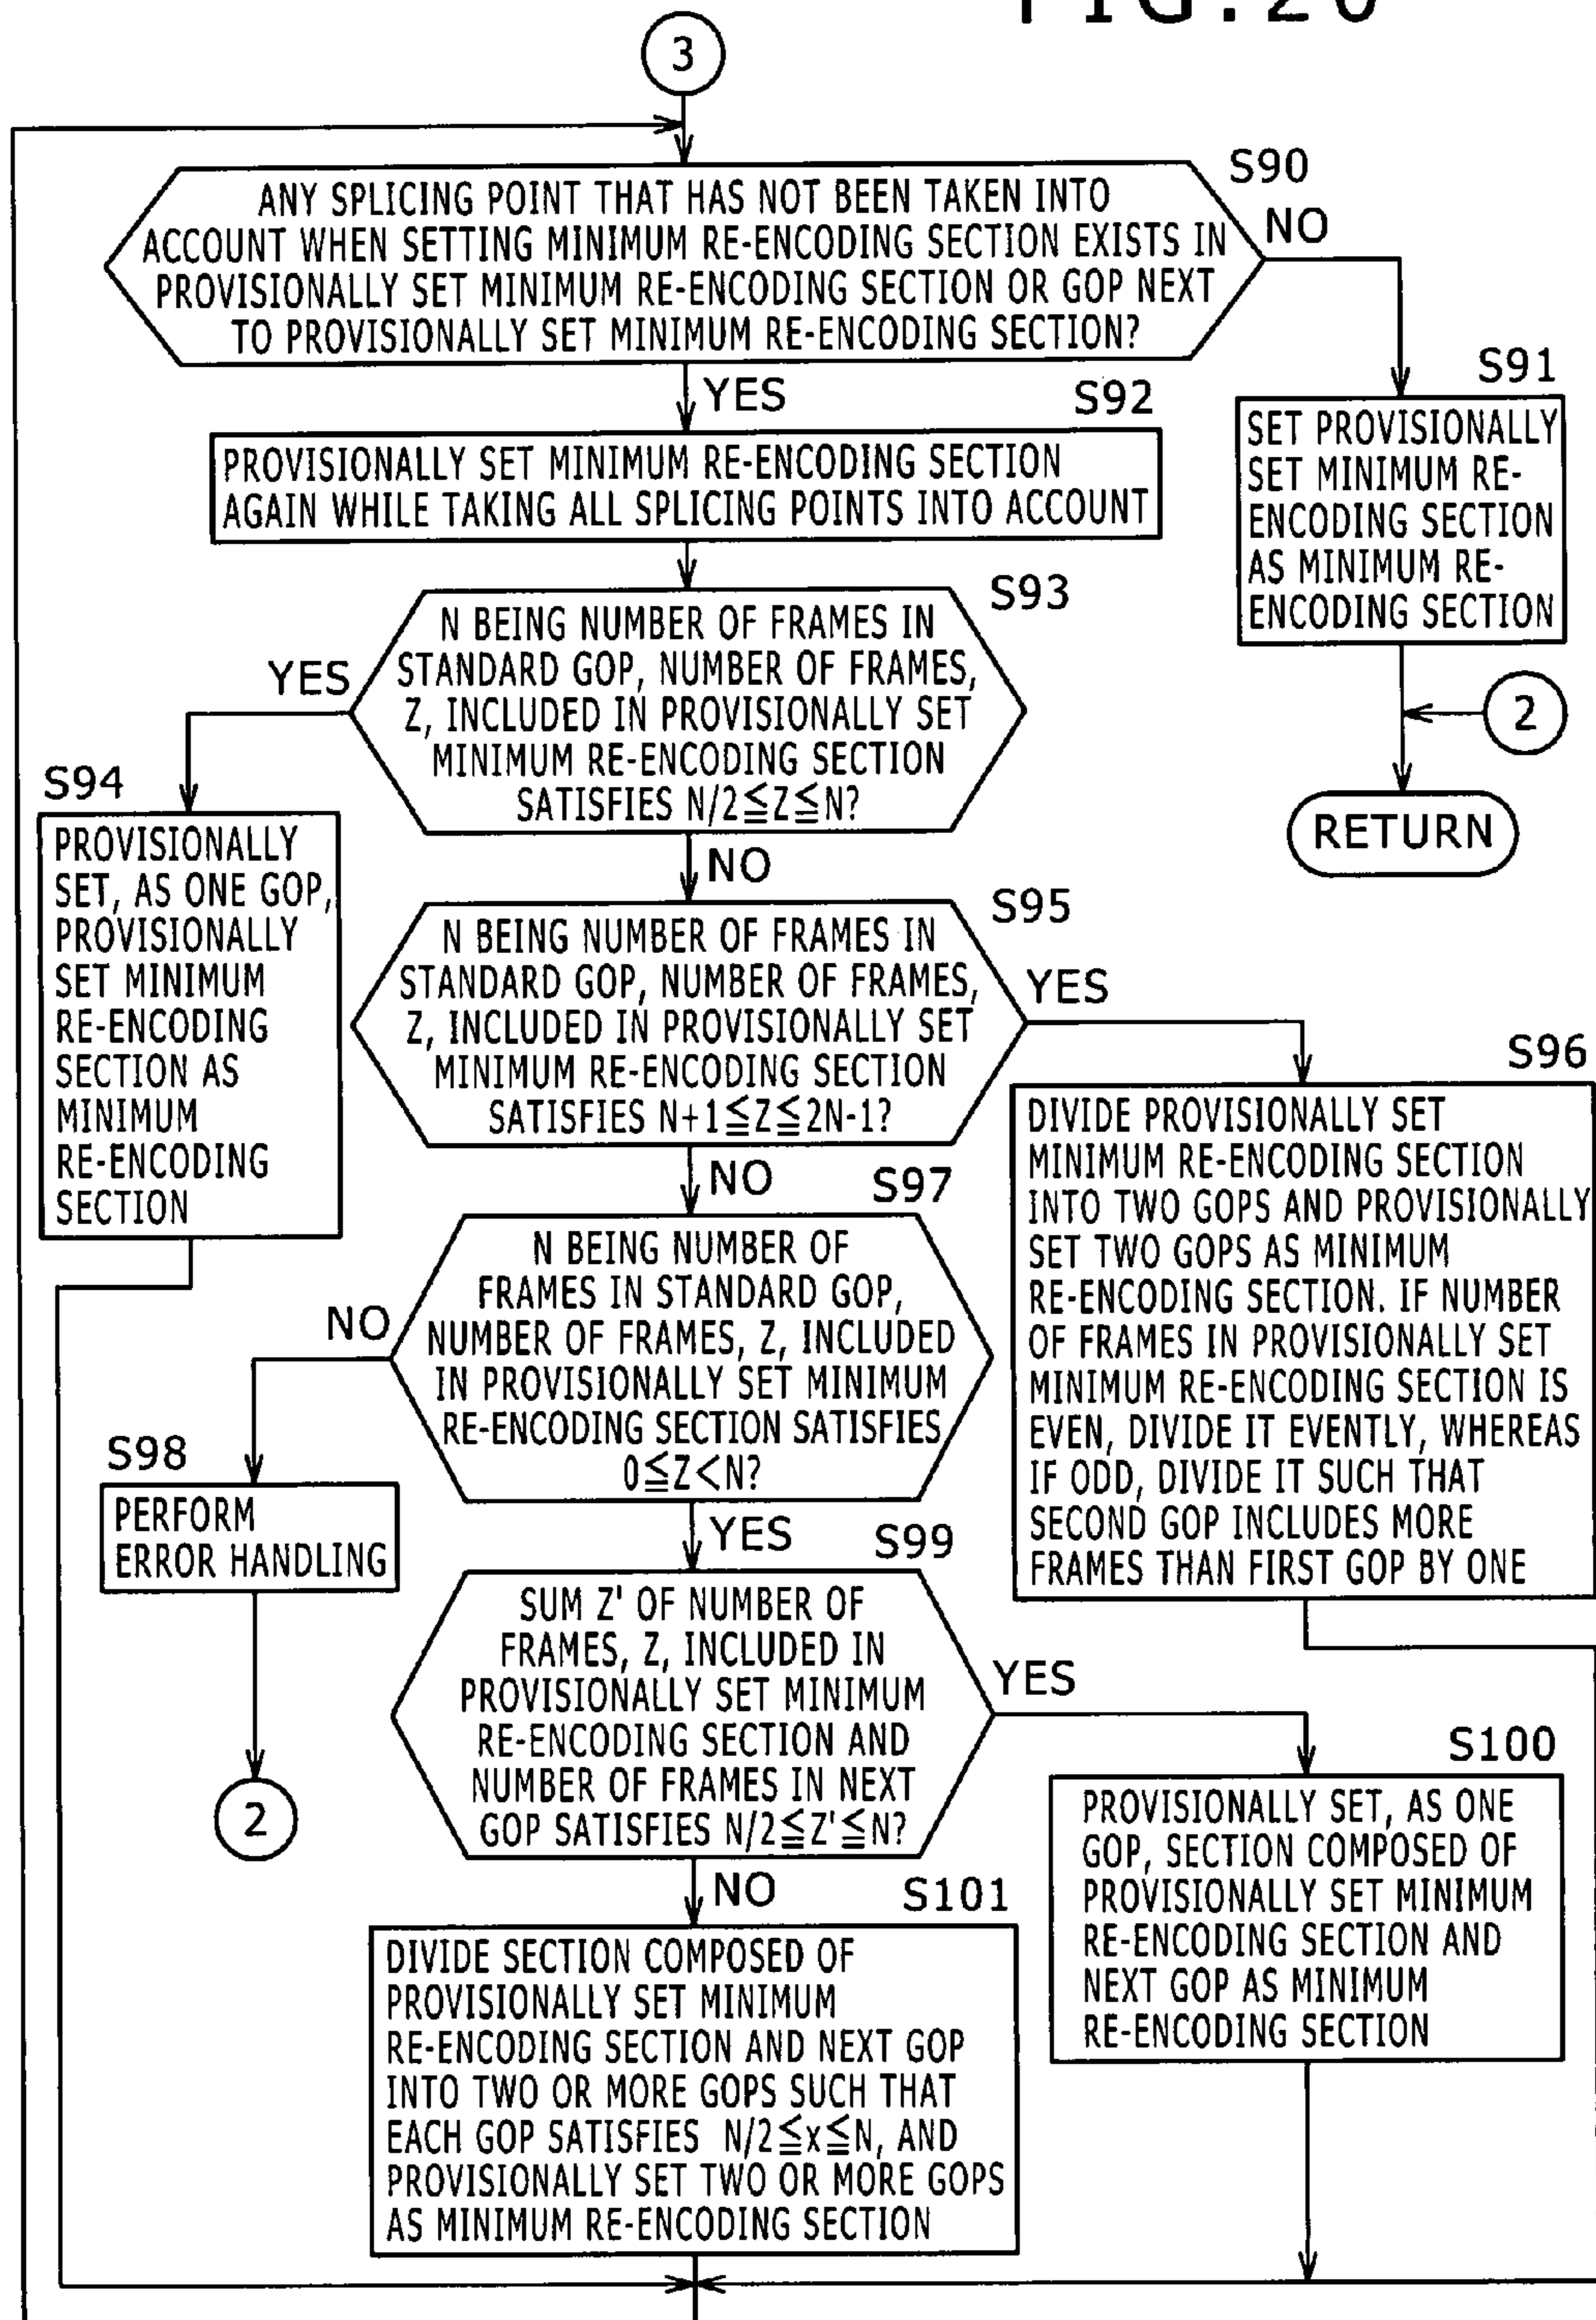 FIG.20
3
S90
ANY SPLICING POINT THAT HAS NOT BEEN TAKEN INTO
ACCOUNT WHEN SETTING MINIMUM RE-ENCODING SECTION EXISTS IN
PROVISIONALLY SET MINIMUM RE-ENCODING SECTION OR GOP NEXT
TO PROVISIONALLY SET MINIMUM RE-ENCODING SECTION?
NO
S91
SET PROVISIONALLY
SET MINIMUM RE-
ENCODING SECTION
AS MINIMUM RE-
ENCODING SECTION
2
RETURN
YES
S92
PROVISIONALLY SET MINIMUM RE-ENCODING SECTION
AGAIN WHILE TAKING ALL SPLICING POINTS INTO ACCOUNT
S93
N BEING NUMBER OF FRAMES IN
STANDARD GOP, NUMBER OF FRAMES,
Z, INCLUDED IN PROVISIONALLY SET
MINIMUM RE-ENCODING SECTION
SATISFIES N/2≦Z≦N?
YES
S94
PROVISIONALLY
SET, AS ONE GOP,
PROVISIONALLY
SET MINIMUM
RE-ENCODING
SECTION AS
MINIMUM
RE-ENCODING
SECTION
NO
S95
N BEING NUMBER OF FRAMES IN
STANDARD GOP, NUMBER OF FRAMES,
Z, INCLUDED IN PROVISIONALLY SET
MINIMUM RE-ENCODING SECTION
SATISFIES N+1≦Z≦2N-1?
YES
S96
DIVIDE PROVISIONALLY SET
MINIMUM RE-ENCODING SECTION
INTO TWO GOPS AND PROVISIONALLY
SET TWO GOPS AS MINIMUM
RE-ENCODING SECTION. IF NUMBER
OF FRAMES IN PROVISIONALLY SET
MINIMUM RE-ENCODING SECTION IS
EVEN, DIVIDE IT EVENTLY, WHEREAS
IF ODD, DIVIDE IT SUCH THAT
SECOND GOP INCLUDES MORE
FRAMES THAN FIRST GOP BY ONE
NO
S97
N BEING NUMBER OF
FRAMES IN STANDARD GOP,
NUMBER OF FRAMES, Z, INCLUDED
IN PROVISIONALLY SET MINIMUM
RE-ENCODING SECTION SATISFIES
0≦Z<N?
NO
S98
PERFORM
ERROR HANDLING
2
YES
S99
SUM Z' OF NUMBER OF
FRAMES, Z, INCLUDED IN
PROVISIONALLY SET MINIMUM
RE-ENCODING SECTION AND
NUMBER OF FRAMES IN NEXT
GOP SATISFIES N/2≦Z'≦N?
YES
S100
PROVISIONALLY SET, AS ONE
GOP, SECTION COMPOSED OF
PROVISIONALLY SET MINIMUM
RE-ENCODING SECTION AND
NEXT GOP AS MINIMUM
RE-ENCODING SECTION
NO
S101
DIVIDE SECTION COMPOSED OF
PROVISIONALLY SET MINIMUM
RE-ENCODING SECTION AND NEXT GOP
INTO TWO OR MORE GOPS SUCH THAT
EACH GOP SATISFIES N/2≦x≦N, AND
PROVISIONALLY SET TWO OR MORE GOPS
AS MINIMUM RE-ENCODING SECTION